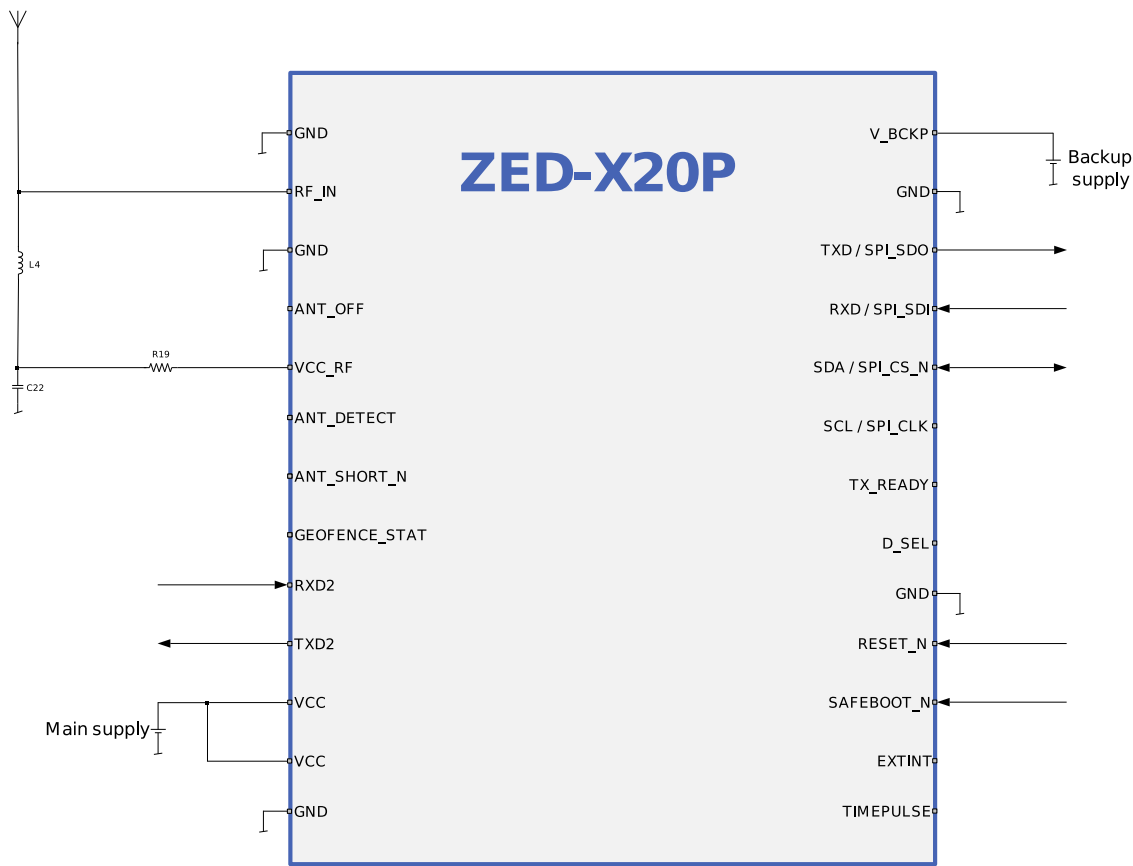 ZED-X20P
GND
RF_IN
GND
ANT_OFF
VCC_RF
ANT_DETECT
ANT_SHORT_N
GEOFENCE_STAT
RXD2
TXD2
VCC
VCC
GND
L4
R19
C22
Main supply
V_BCKP
GND
TXD / SPI_SDO
RXD / SPI_SDI
SDA / SPI_CS_N
SCL / SPI_CLK
TX_READY
D_SEL
GND
RESET_N
SAFEBOOT_N
EXTINT
TIMEPULSE
Backup
supply